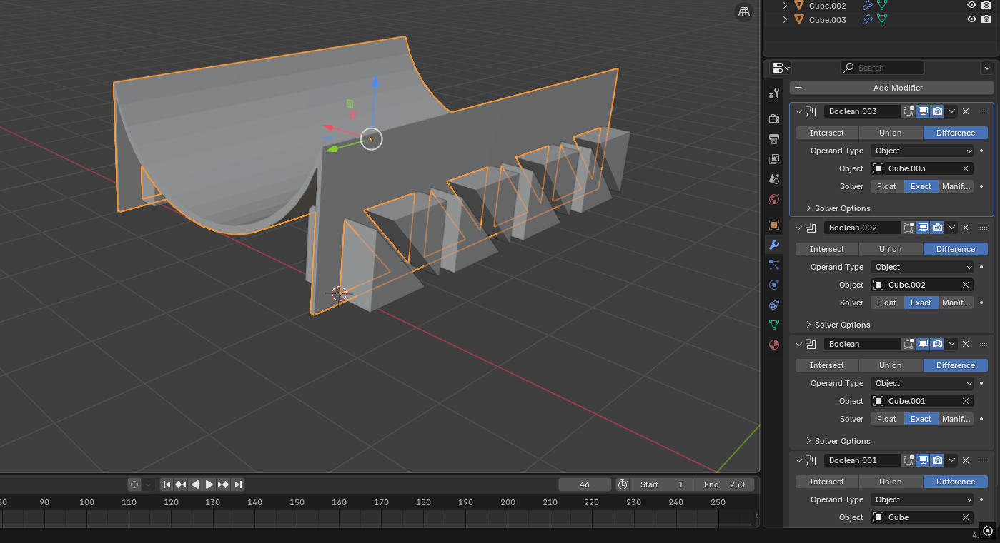 Cube.002
Cube.003
Search
Add Modifier
Boolean.003
Intersect Union Difference
Operand Type Object
Object Cube.003
Solver Float Exact Manif...
Solver Options
Boolean.002
Intersect Union Difference
Operand Type Object
Object Cube.002
Solver Float Exact Manif...
Solver Options
Boolean
Intersect Union Difference
Operand Type Object
Object Cube.001
Solver Float Exact Manif...
Solver Options
Boolean.001
Intersect Union Difference
Operand Type Object
Object Cube
46 Start 1 End 250
80 90 100 110 120 130 140 150 160 170 180 190 200 210 220 230 240 250